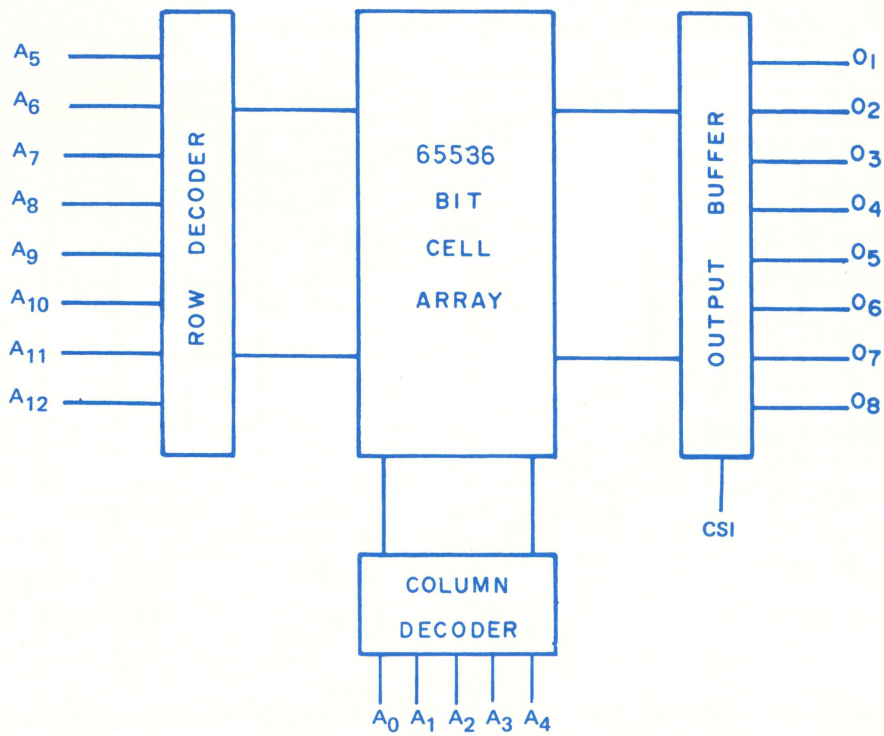 A5
A6
A7
A8
A9
A10
A11
A12
ROW DECODER
65536
BIT
CELL
ARRAY
OUTPUT BUFFER
O1
O2
O3
O4
O5
O6
O7
O8
CSI
COLUMN
DECODER
A0 A1 A2 A3 A4